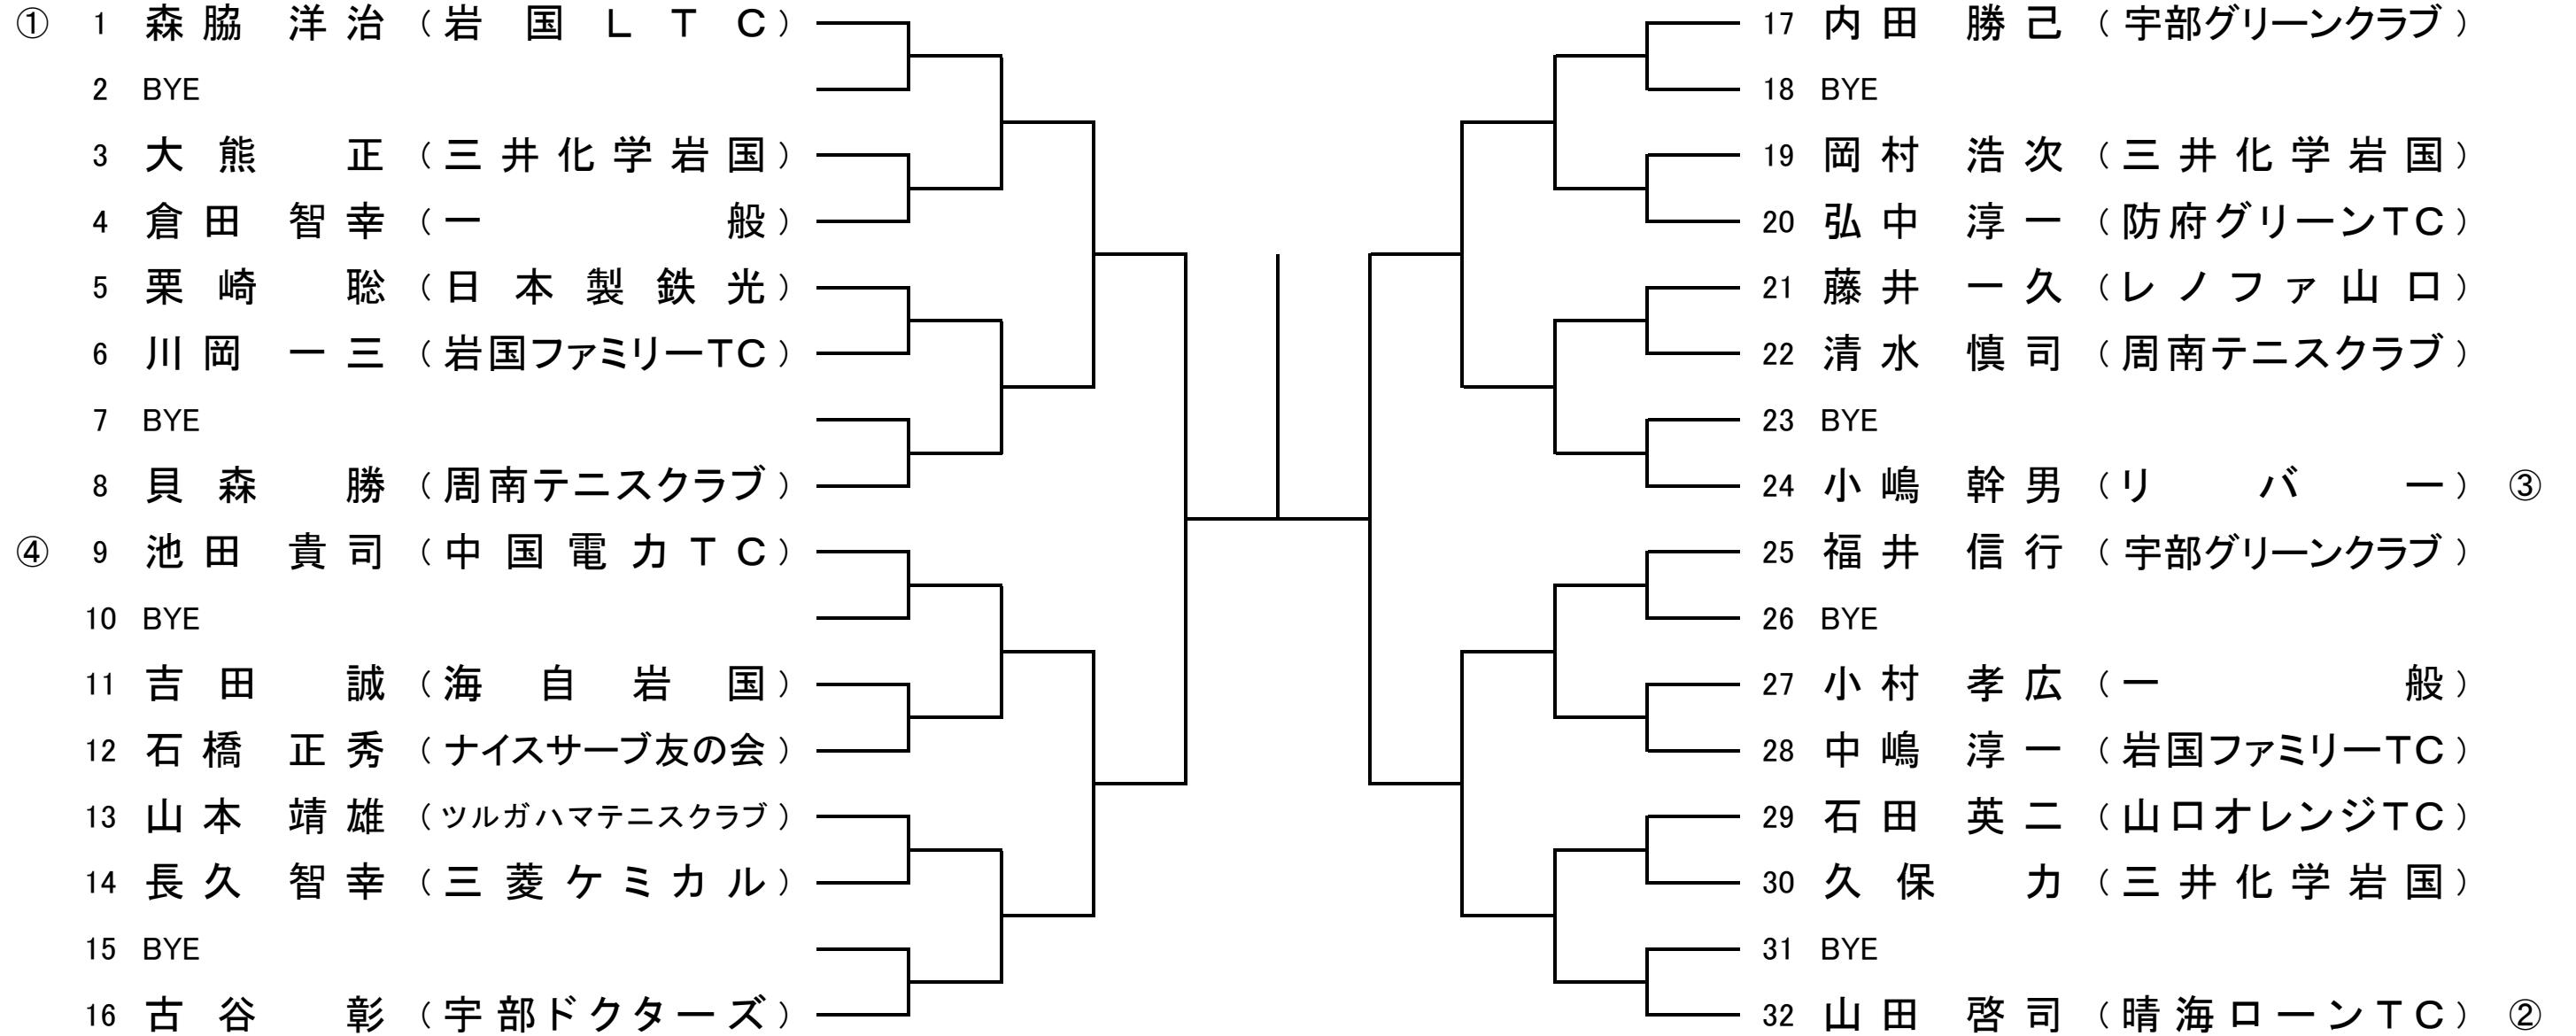 ① 1 森脇 洋治 (岩国LTC)
2 BYE
3 大熊 正 (三井化学岩国)
4 倉田 智幸 (一般)
5 栗崎 聡 (日本製鉄光)
6 川岡 一三 (岩国ファミリーTC)
7 BYE
8 貝森 勝 (周南テニスクラブ)
④ 9 池田 貴司 (中国電力TC)
10 BYE
11 吉田 誠 (海自岩国)
12 石橋 正秀 (ナイスサーブ友の会)
13 山本 靖雄 (ツルガハマテニスクラブ)
14 長久 智幸 (三菱ケミカル)
15 BYE
16 古谷 彰 (宇部ドクターズ)
17 内田 勝己 (宇部グリーンクラブ)
18 BYE
19 岡村 浩次 (三井化学岩国)
20 弘中 淳一 (防府グリーンTC)
21 藤井 一久 (レノファ山口)
22 清水 慎司 (周南テニスクラブ)
23 BYE
24 小嶋 幹男 (リバー) ③
25 福井 信行 (宇部グリーンクラブ)
26 BYE
27 小村 孝広 (一般)
28 中嶋 淳一 (岩国ファミリーTC)
29 石田 英二 (山口オレンジTC)
30 久保 力 (三井化学岩国)
31 BYE
32 山田 啓司 (晴海ローンTC) ②